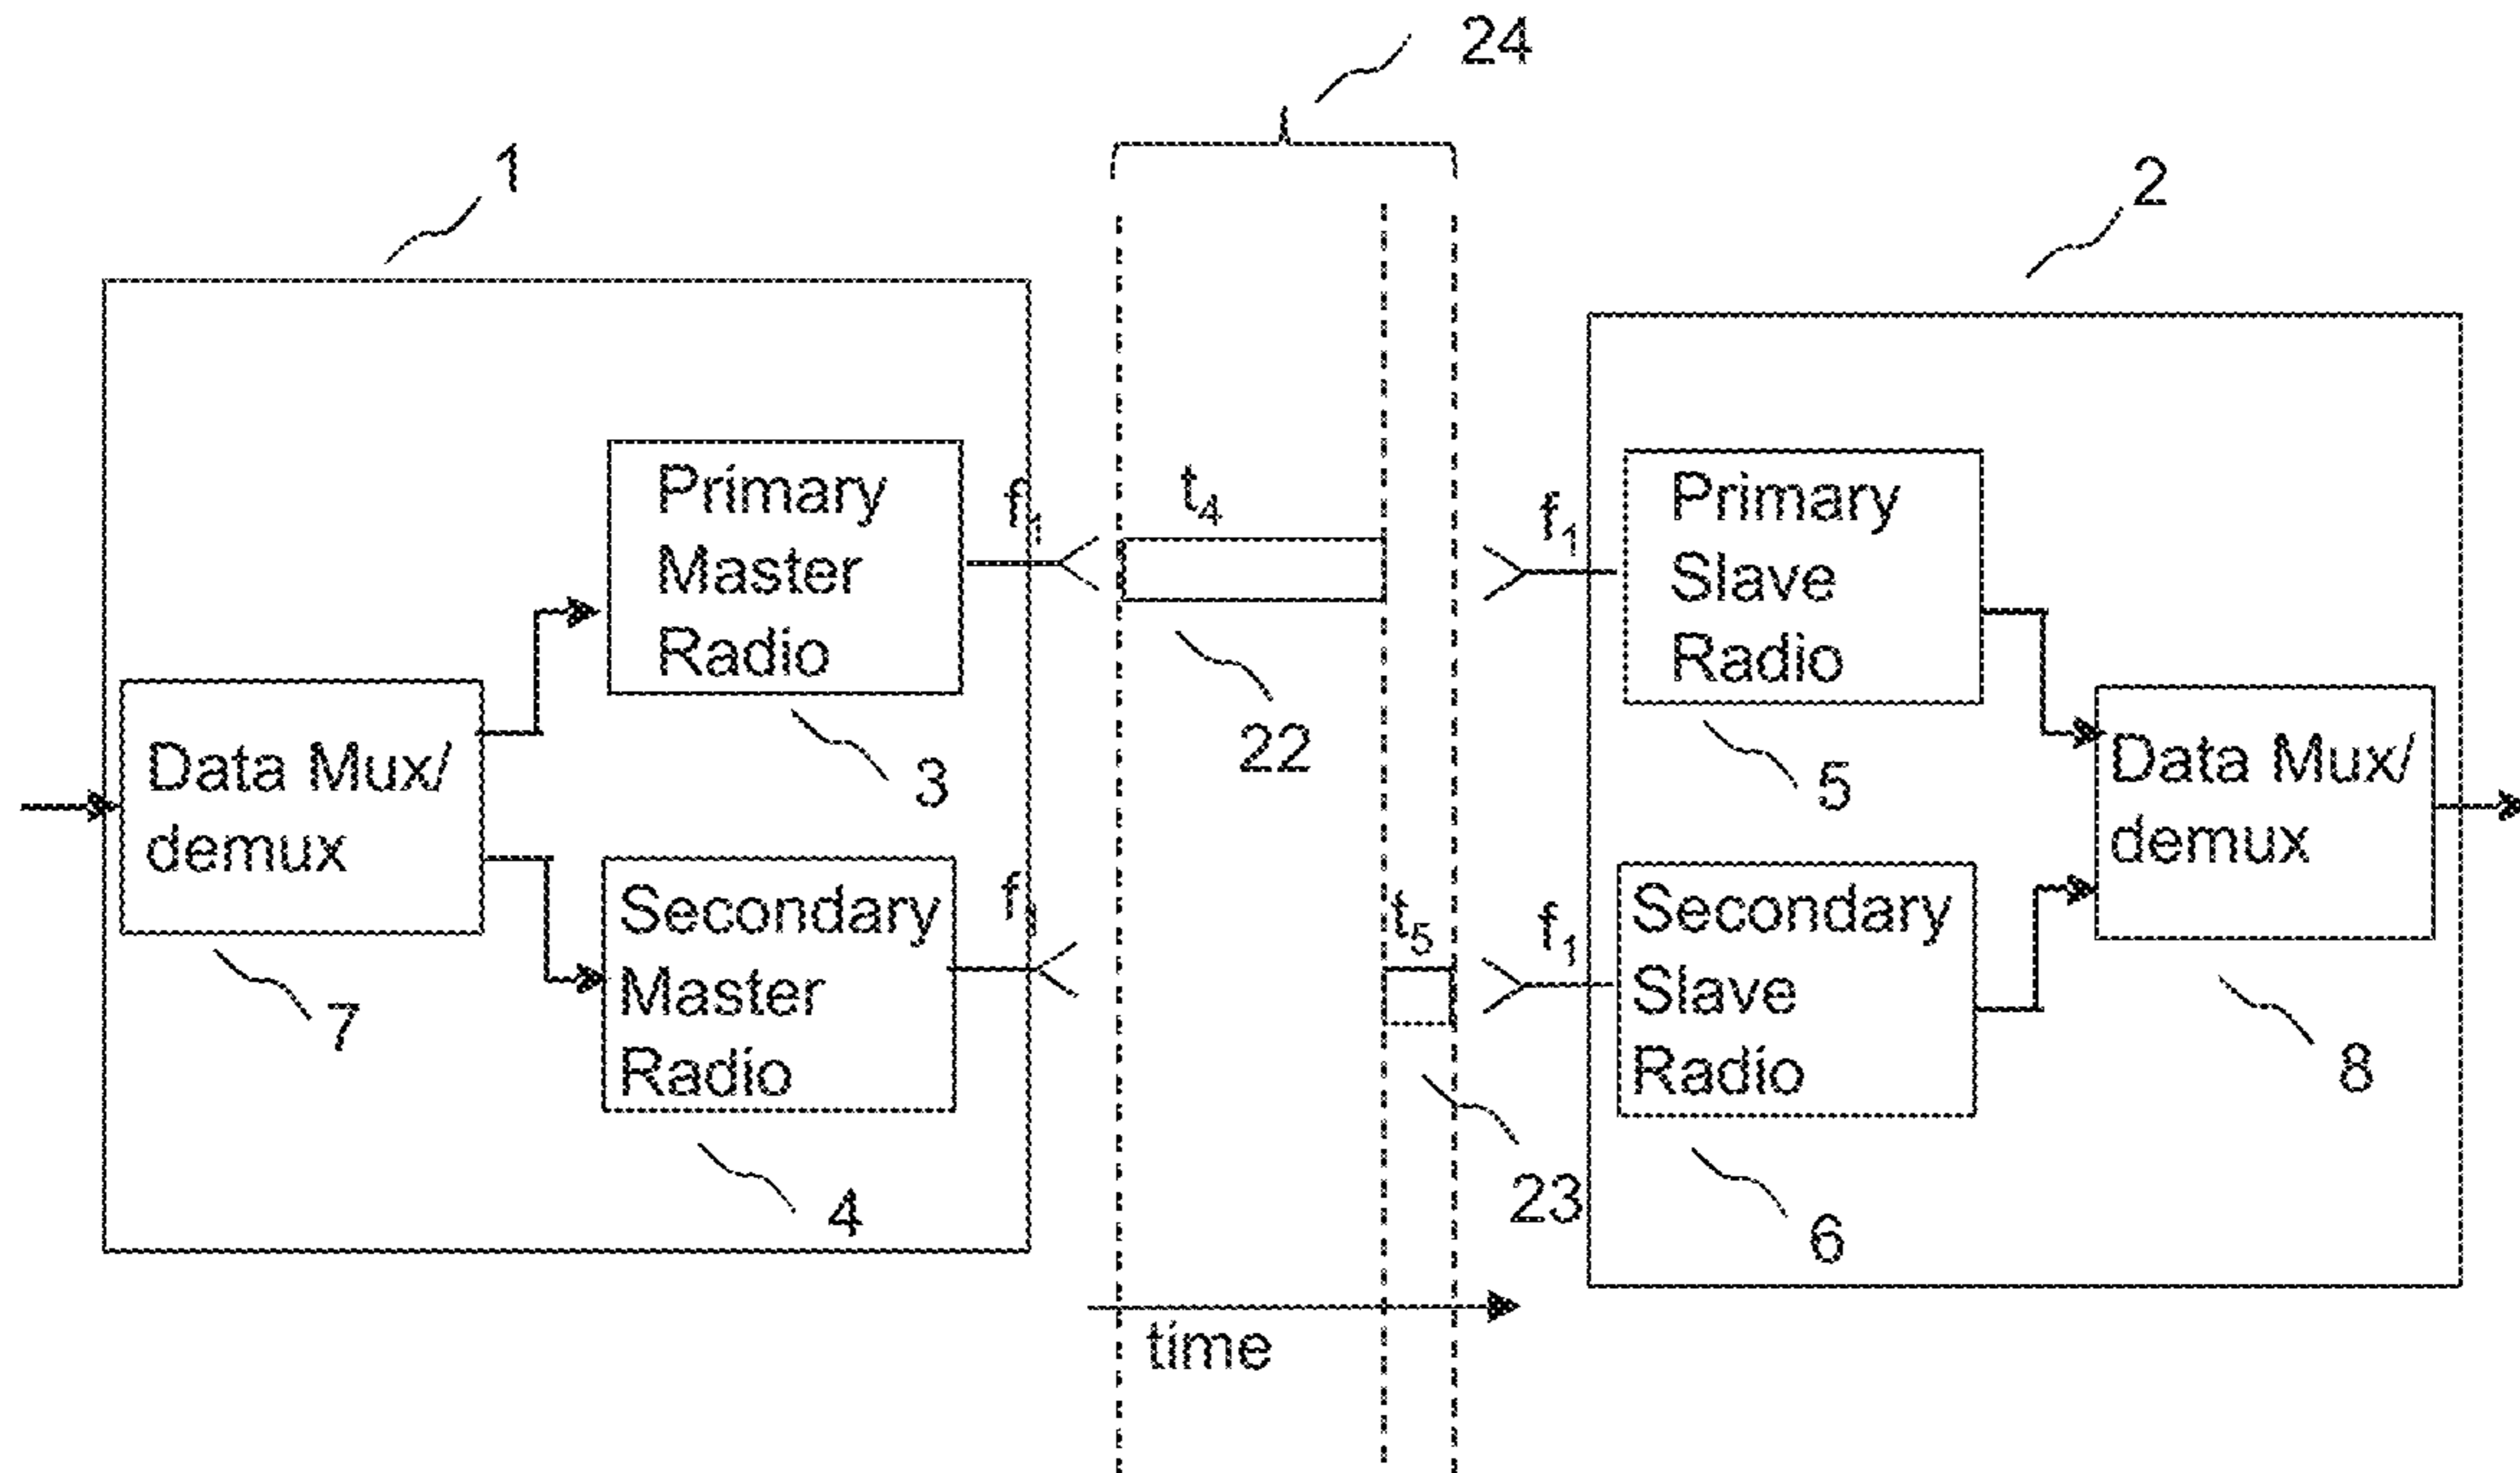 24
1
2
Primary
Master
Radio
f₁
t₄
f₁
Primary
Slave
Radio
3
22
5
Data Mux/
demux
Data Mux/
demux
7
8
Secondary
Master
Radio
f₁
t₅
f₁
Secondary
Slave
Radio
4
23
6
time